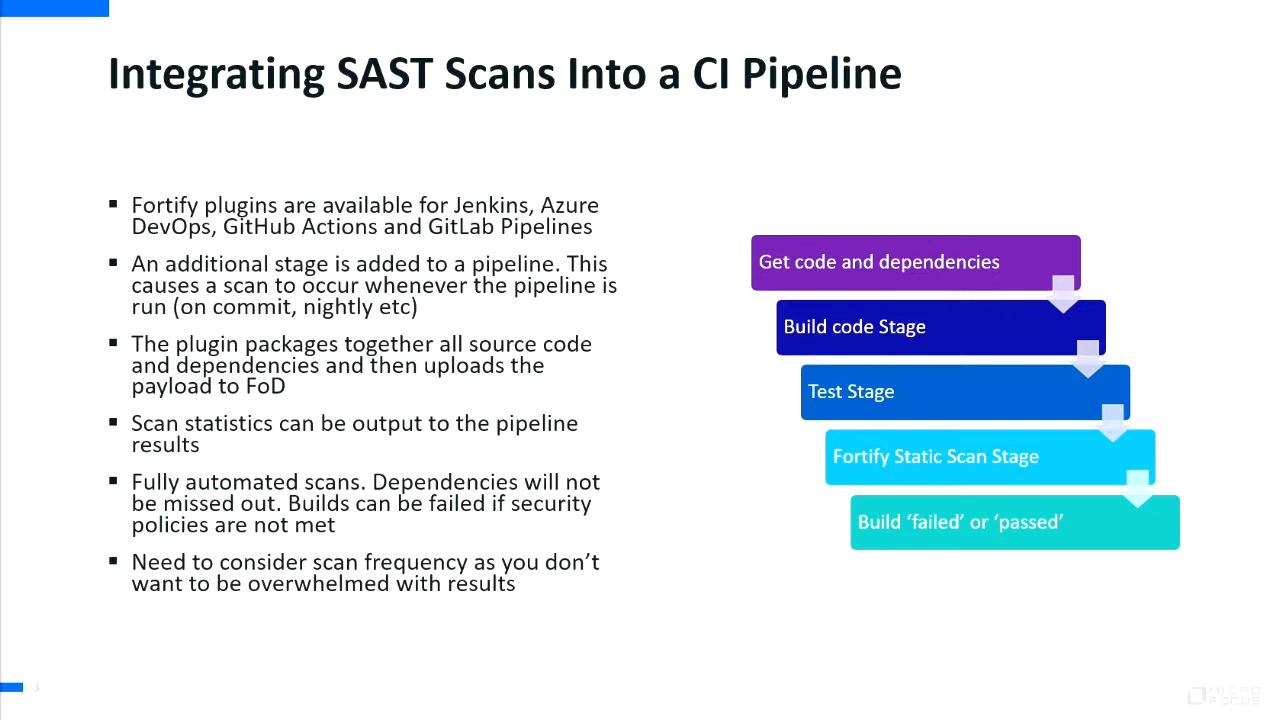 Integrating SAST Scans Into a CI Pipeline
▪ Fortify plugins are available for Jenkins, Azure
DevOps, GitHub Actions and GitLab Pipelines
▪ An additional stage is added to a pipeline. This
causes a scan to occur whenever the pipeline is
run (on commit, nightly etc)
▪ The plugin packages together all source code
and dependencies and then uploads the
payload to FoD
▪ Scan statistics can be output to the pipeline
results
▪ Fully automated scans. Dependencies will not
be missed out. Builds can be failed if security
policies are not met
▪ Need to consider scan frequency as you don’t
want to be overwhelmed with results
Get code and dependencies
Build code Stage
Test Stage
Fortify Static Scan Stage
Build ‘failed’ or ‘passed’
3
MICRO
FOCUS